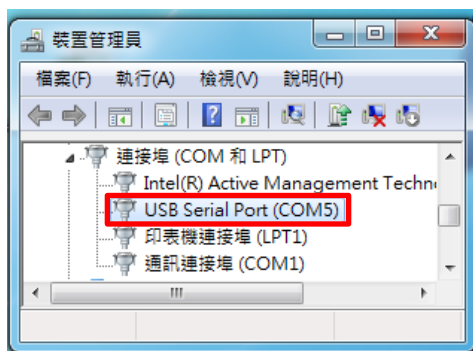 裝置管理員
檔案(F) 執行(A) 檢視(V) 說明(H)
連接埠 (COM 和 LPT)
Intel(R) Active Management Techn
USB Serial Port (COM5)
印表機連接埠 (LPT1)
通訊連接埠 (COM1)